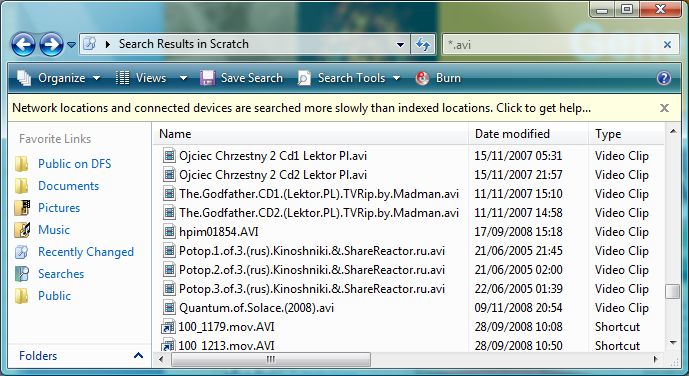 Search Results in Scratch
*.avi
Organize Views Save Search Search Tools Burn
Network locations and connected devices are searched more slowly than indexed locations. Click to get help...
Favorite Links
Public on DFS
Documents
Pictures
Music
Recently Changed
Searches
Public
Folders
Name Date modified Type
Ojciec Chrzestny 2 Cd1 Lektor Pl.avi 15/11/2007 05:31 Video Clip
Ojciec Chrzestny 2 Cd2 Lektor Pl.avi 15/11/2007 21:57 Video Clip
The.Godfather.CD1.(Lektor.PL).TVRip.by.Madman.avi 11/11/2007 15:10 Video Clip
The.Godfather.CD2.(Lektor.PL).TVRip.by.Madman.avi 11/11/2007 14:58 Video Clip
hpim01854.AVI 17/09/2008 15:18 Video Clip
Potop.1.of.3.(rus).Kinoshniki.&.ShareReactor.ru.avi 21/06/2005 21:45 Video Clip
Potop.2.of.3.(rus).Kinoshniki.&.ShareReactor.ru.avi 21/06/2005 02:00 Video Clip
Potop.3.of.3.(rus).Kinoshniki.&.ShareReactor.ru.avi 22/06/2005 01:39 Video Clip
Quantum.of.Solace.(2008).avi 09/11/2008 20:54 Video Clip
100_1179.mov.AVI 28/09/2008 10:08 Shortcut
100_1213.mov.AVI 28/09/2008 10:50 Shortcut